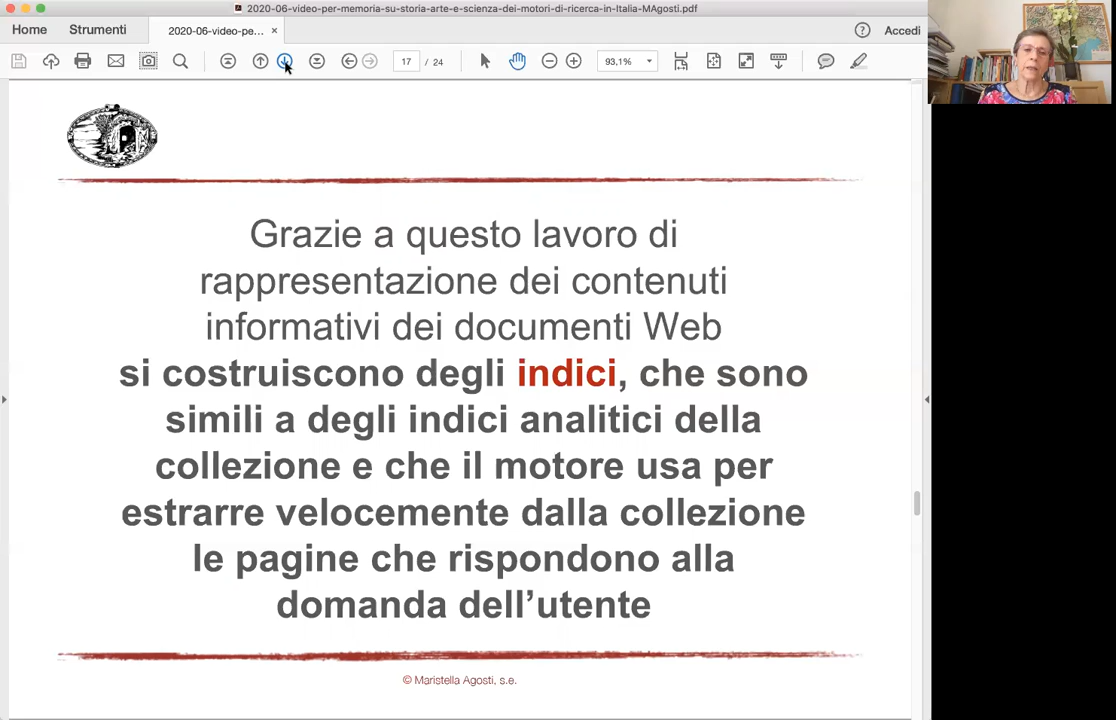 2020-06-video-per-memoria-su-storia-arte-e-scienza-dei-motori-di-ricerca-in-Italia-MAgosti.pdf
Home Strumenti 2020-06-video-pe... × Accedi
17 / 24 93,1%
Grazie a questo lavoro di
rappresentazione dei contenuti
informativi dei documenti Web
si costruiscono degli indici, che sono
simili a degli indici analitici della
collezione e che il motore usa per
estrarre velocemente dalla collezione
le pagine che rispondono alla
domanda dell’utente
© Maristella Agosti, s.e.